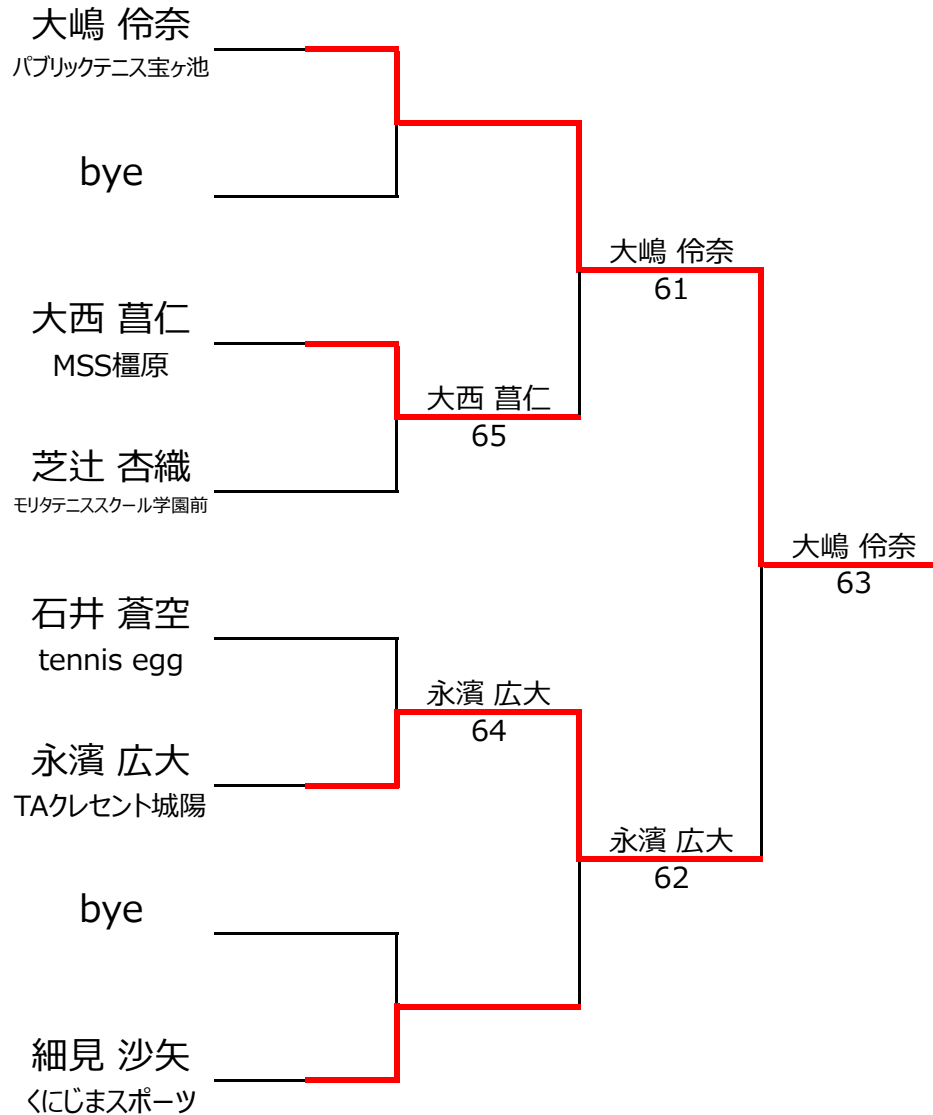 大嶋 伶奈
パブリックテニス宝ヶ池
bye
大西 菖仁
MSS橿原
芝辻 杏織
モリタテニススクール学園前
石井 蒼空
tennis egg
永濱 広大
TAクレセント城陽
bye
細見 沙矢
くにじまスポーツ
大西 菖仁
65
永濱 広大
64
大嶋 伶奈
61
永濱 広大
62
大嶋 伶奈
63